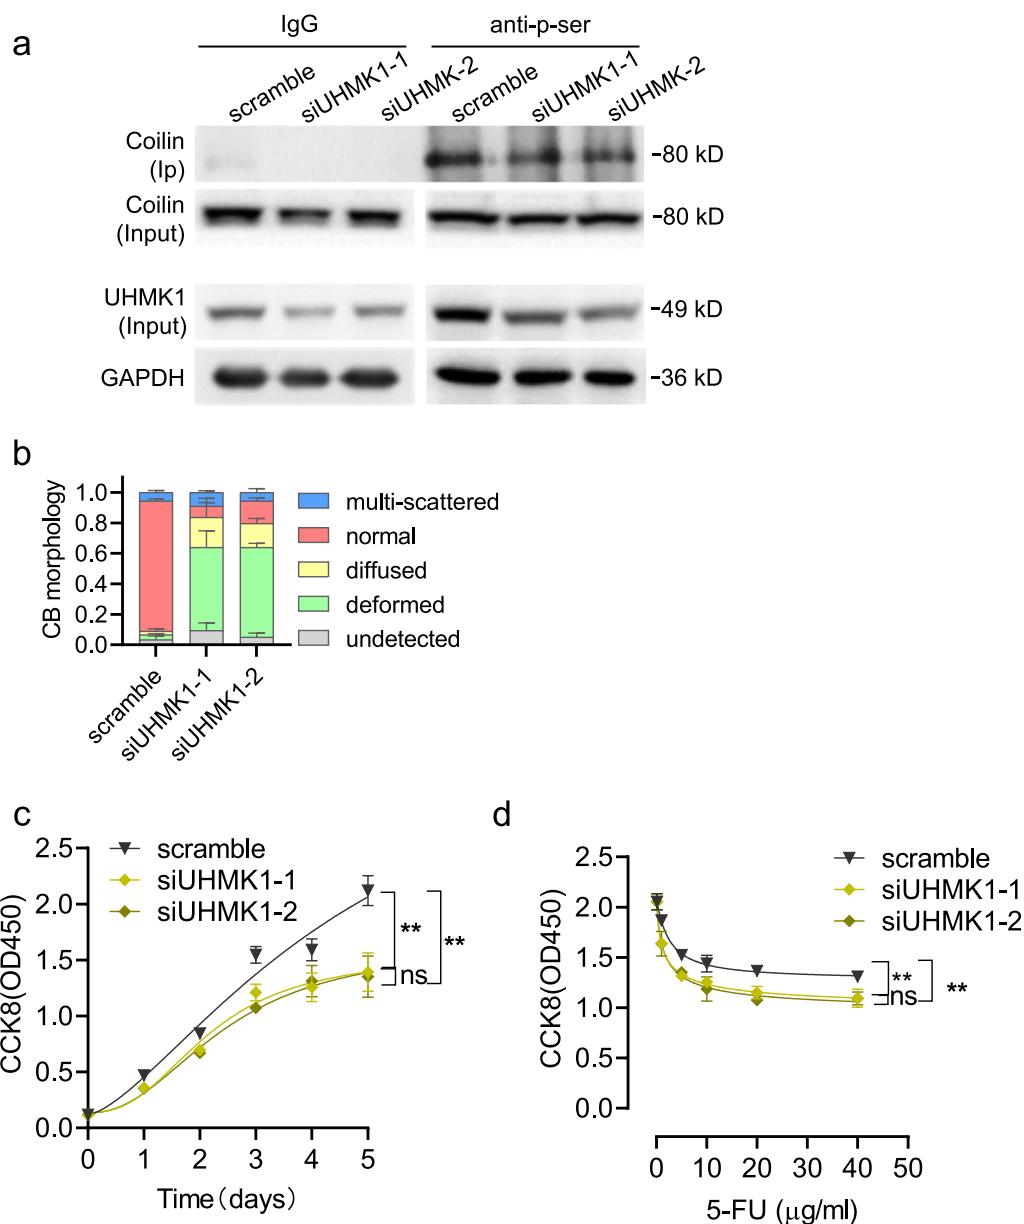 a
IgG
anti-p-ser
scramble
siUHMK1-1
siUHMK-2
scramble
siUHMK1-1
siUHMK-2
Coilin
(Ip)
-80 kD
Coilin
(Input)
-80 kD
UHMK1
(Input)
-49 kD
GAPDH
-36 kD
b
CB morphology
1.0
0.8
0.6
0.4
0.2
0.0
multi-scattered
normal
diffused
deformed
undetected
scramble
siUHMK1-1
siUHMK1-2
c
scramble
siUHMK1-1
siUHMK1-2
CCK8(OD450)
2.5
2.0
1.5
1.0
0.5
0.0
**
**
ns
0 1 2 3 4 5
Time(days)
d
scramble
siUHMK1-1
siUHMK1-2
CCK8(OD450)
2.5
2.0
1.5
1.0
0.5
0.0
**
ns
**
0 10 20 30 40 50
5-FU (μg/ml)